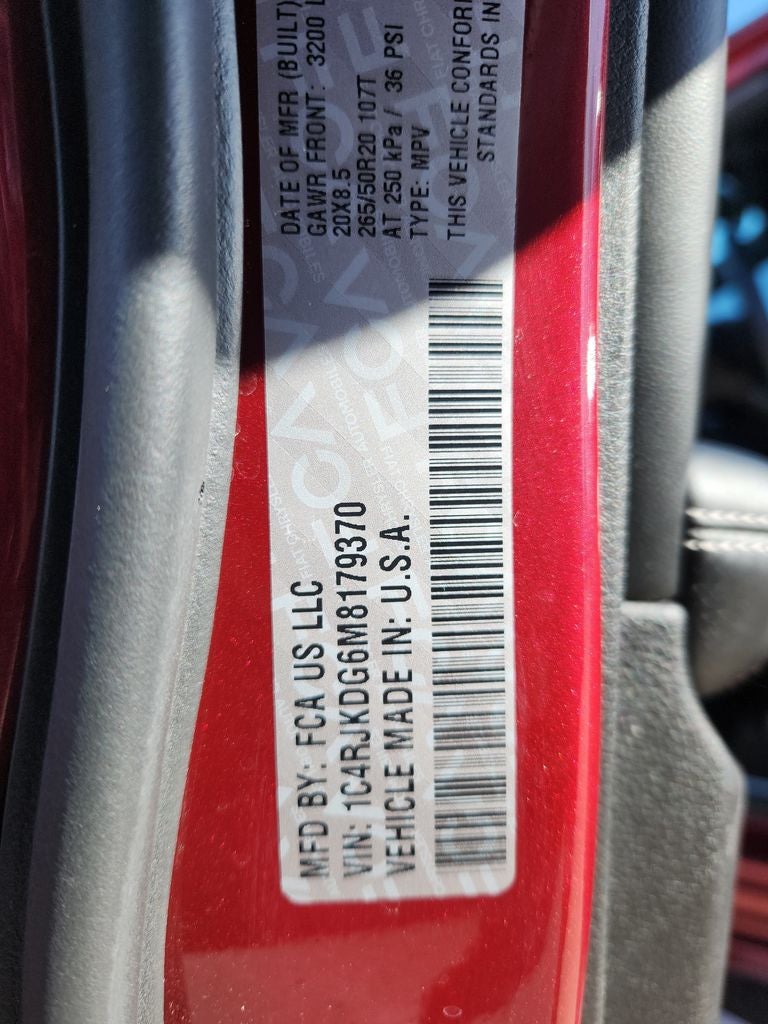 MFD BY: FCA US LLC
VIN: 1C4RJKDG6M8179370
VEHICLE MADE IN: U.S.A.
DATE OF MFR (BUILT)
GAWR FRONT: 3200 L
20X8.5
265/50R20 107T
AT 250 kPa / 36 PSI
TYPE: MPV
THIS VEHICLE CONFOR
STANDARDS IN
FCA